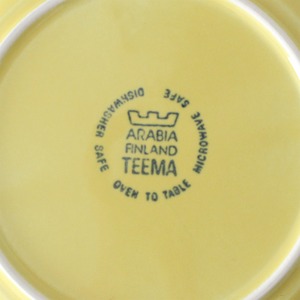 ARABIA
FINLAND
TEEMA
DISHWASHER SAFE
OVEN TO TABLE
MICROWAVE SAFE